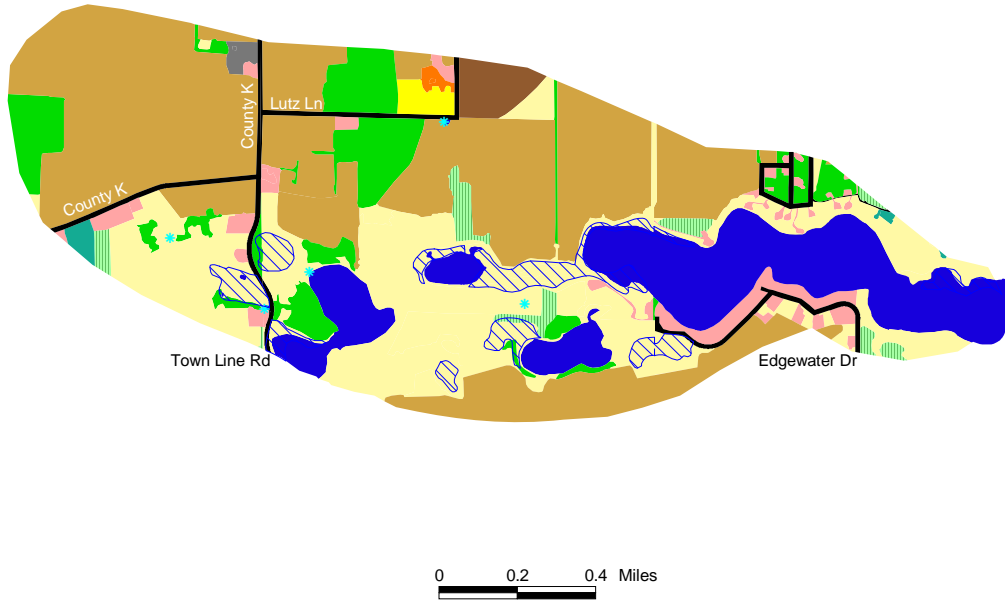 County K
Lutz Ln
County K
Town Line Rd
Edgewater Dr
0 0.2 0.4 Miles